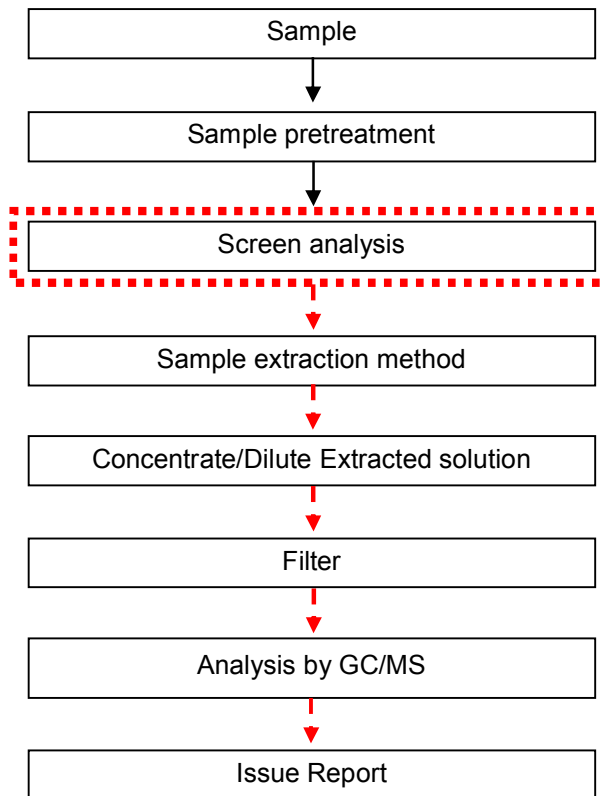 Sample
Sample pretreatment
Screen analysis
Sample extraction method
Concentrate/Dilute Extracted solution
Filter
Analysis by GC/MS
Issue Report